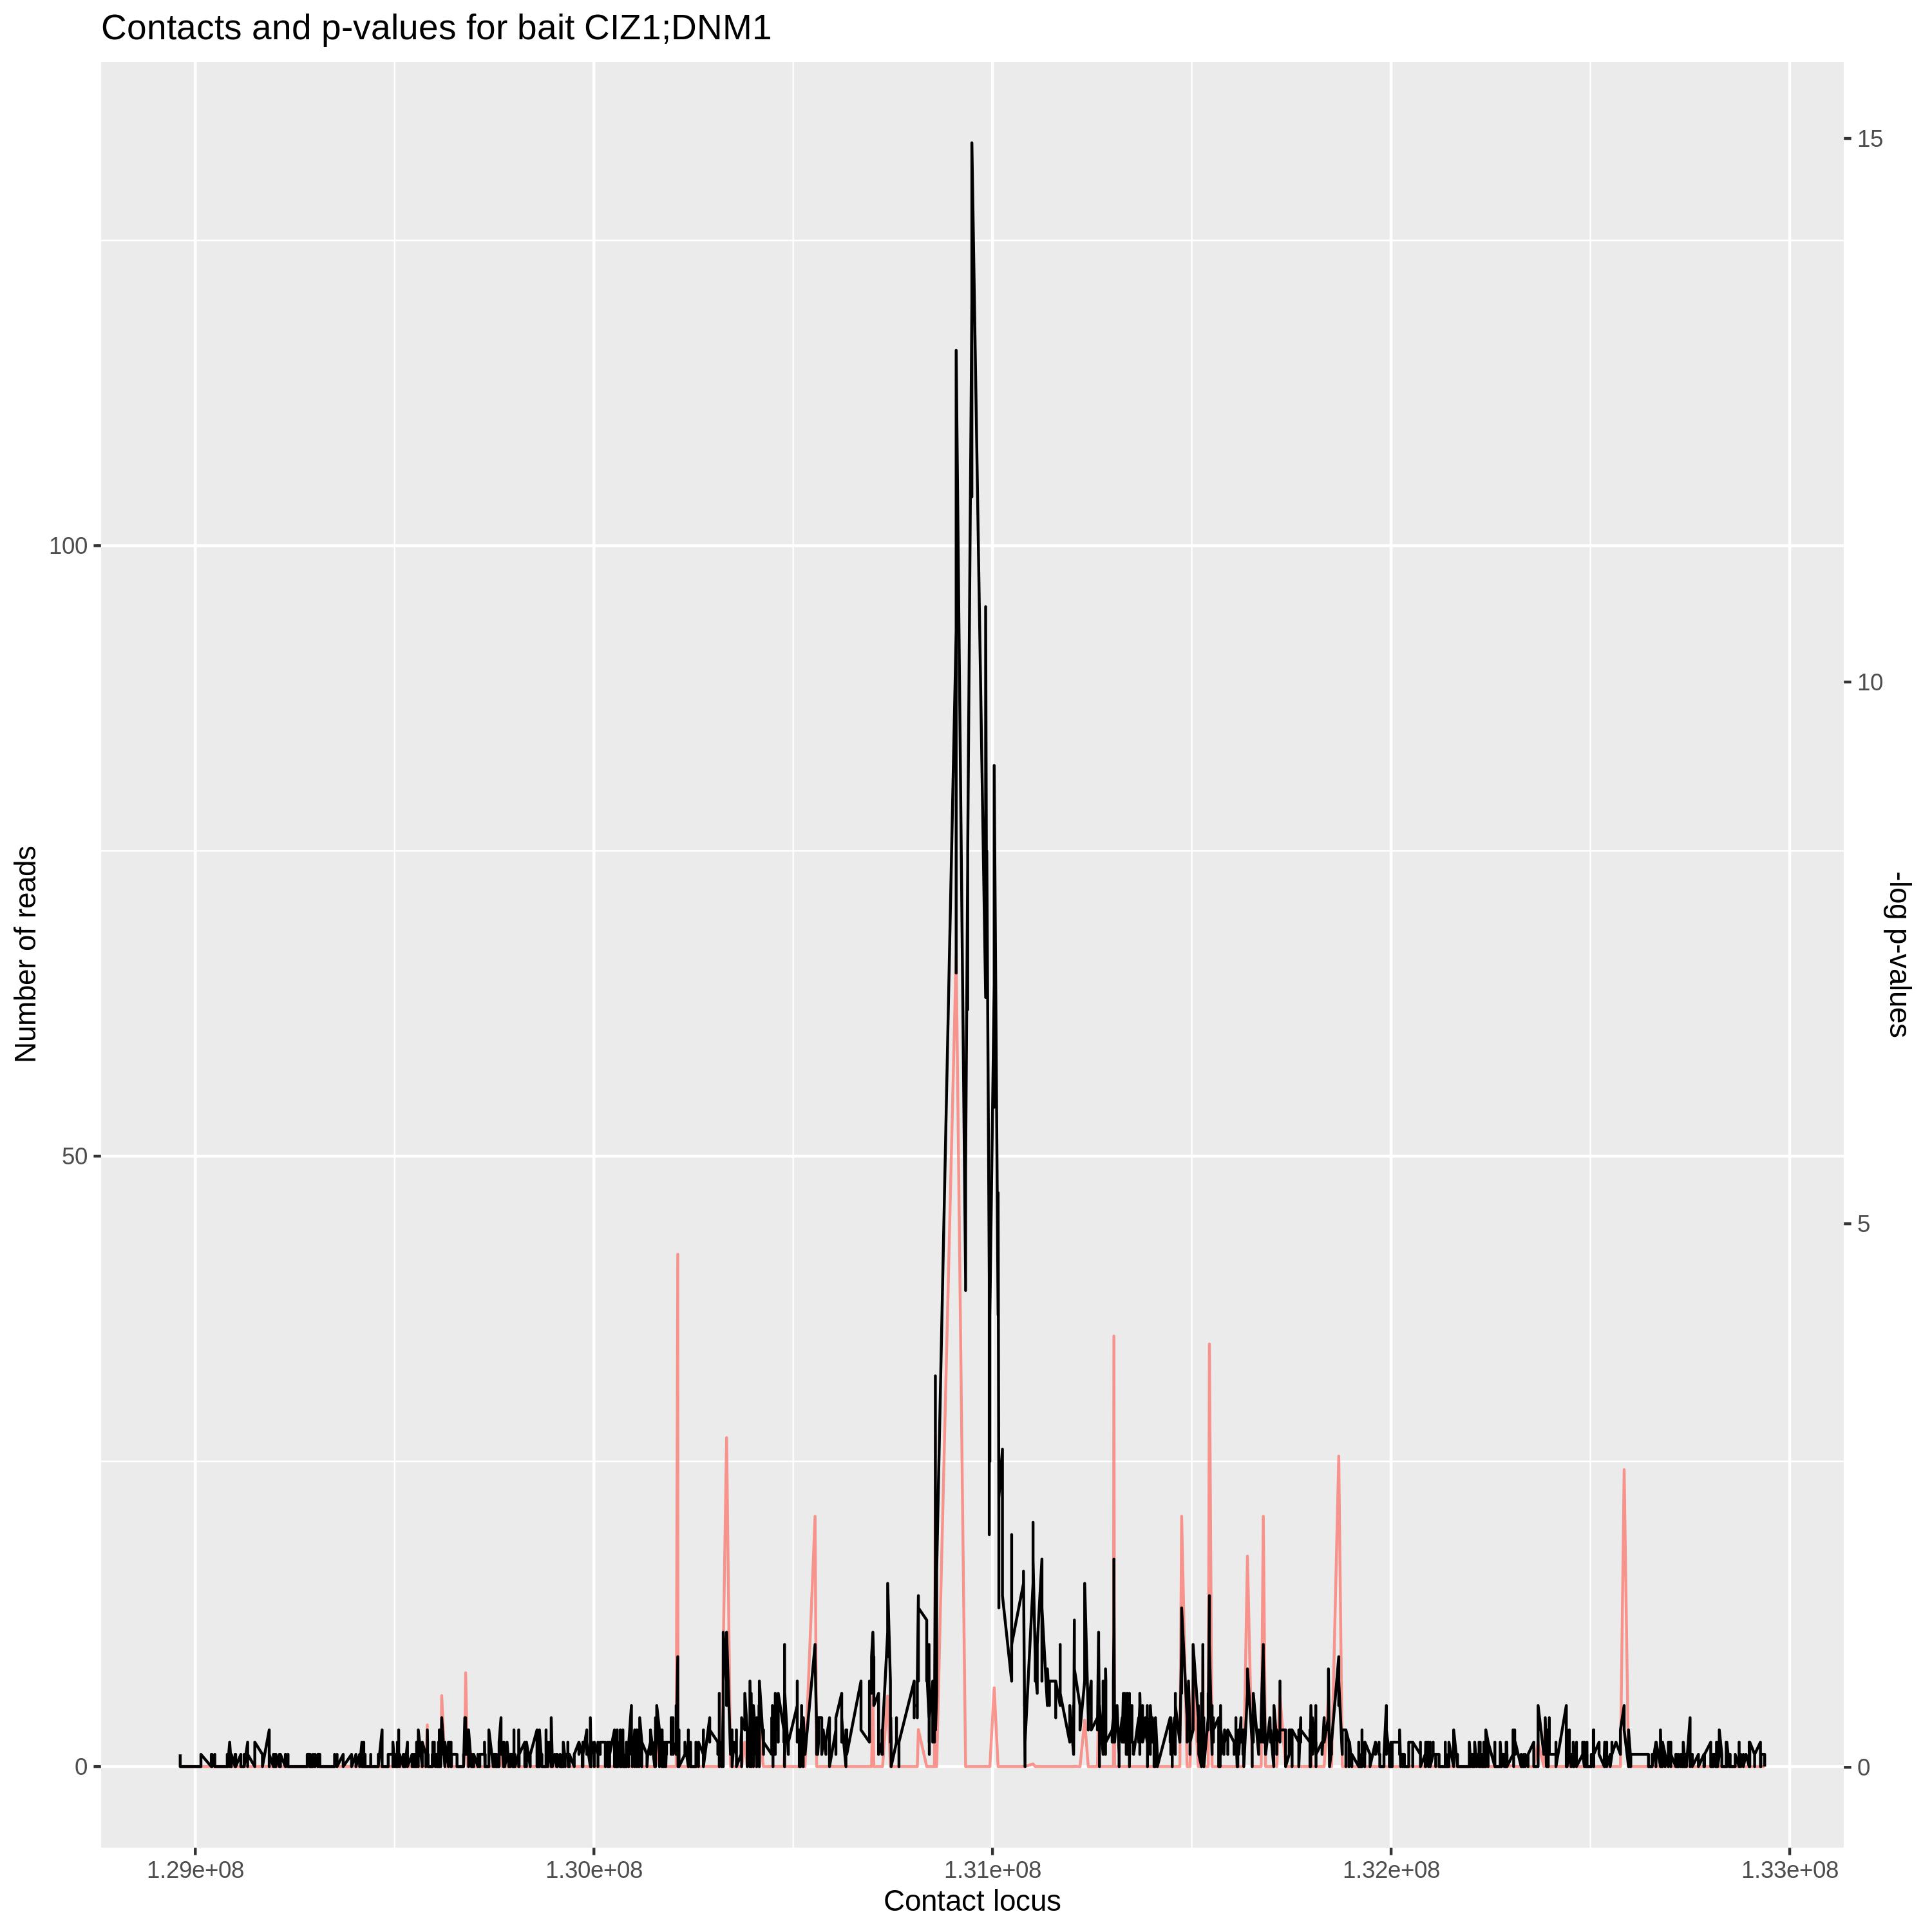 Contacts and p-values for bait CIZ1;DNM1
Number of reads
100
50
0
15
10
5
0
-log p-values
1.29e+08
1.30e+08
1.31e+08
1.32e+08
1.33e+08
Contact locus